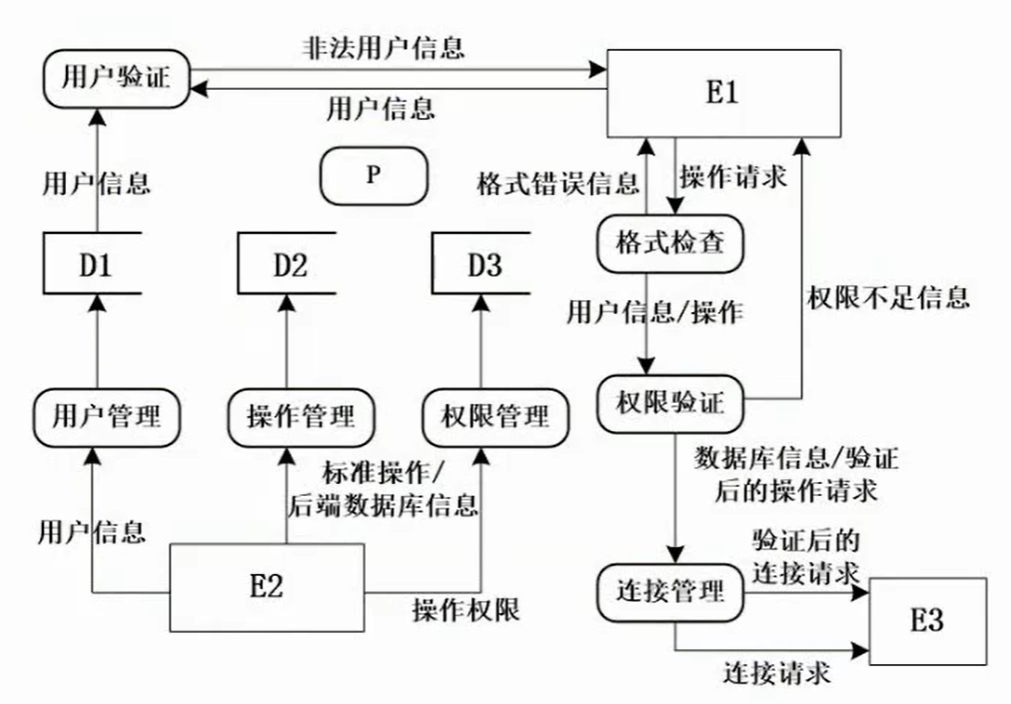 非法用户信息
用户验证
E1
用户信息
P
用户信息
格式错误信息
操作请求
D1
D2
D3
格式检查
权限不足信息
用户信息/操作
用户管理
操作管理
权限管理
权限验证
标准操作/
后端数据库信息
数据库信息/验证
后的操作请求
用户信息
验证后的
连接请求
E2
连接管理
操作权限
E3
连接请求